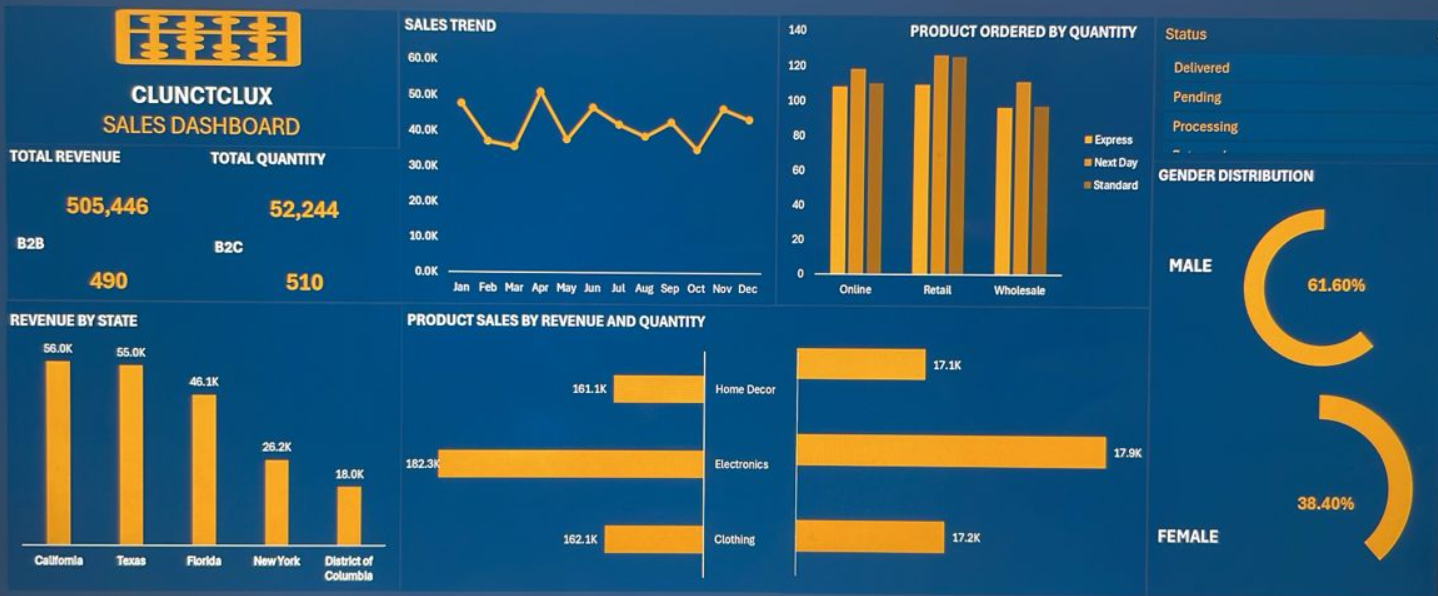 CLUNCTCLUX
SALES DASHBOARD
TOTAL REVENUE
TOTAL QUANTITY
505,446
52,244
B2B
B2C
490
510
SALES TREND
60.0K
50.0K
40.0K
30.0K
20.0K
10.0K
0.0K
Jan Feb Mar Apr May Jun Jul Aug Sep Oct Nov Dec
PRODUCT ORDERED BY QUANTITY
140
120
100
80
60
40
20
0
Online Retail Wholesale
Express
Next Day
Standard
Status
Delivered
Pending
Processing
GENDER DISTRIBUTION
MALE
61.60%
38.40%
FEMALE
REVENUE BY STATE
56.0K
55.0K
46.1K
26.2K
18.0K
California Texas Florida New York District of
Columbia
PRODUCT SALES BY REVENUE AND QUANTITY
161.1K Home Decor 17.1K
182.3K Electronics 17.9K
162.1K Clothing 17.2K